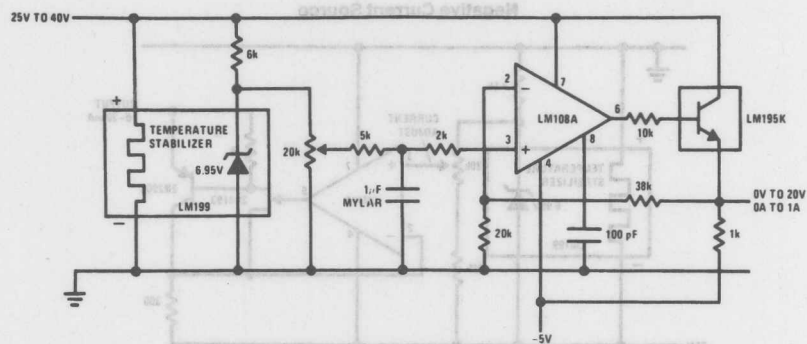 25V TO 40V
6k
+
TEMPERATURE
STABILIZER
6.95V
−
LM199
20k
5k
1μF
MYLAR
2k
2
−
3
+
7
LM108A
6
4
8
10k
LM195K
38k
20k
100 pF
1k
0V TO 20V
0A TO 1A
−5V
Negative Current Source